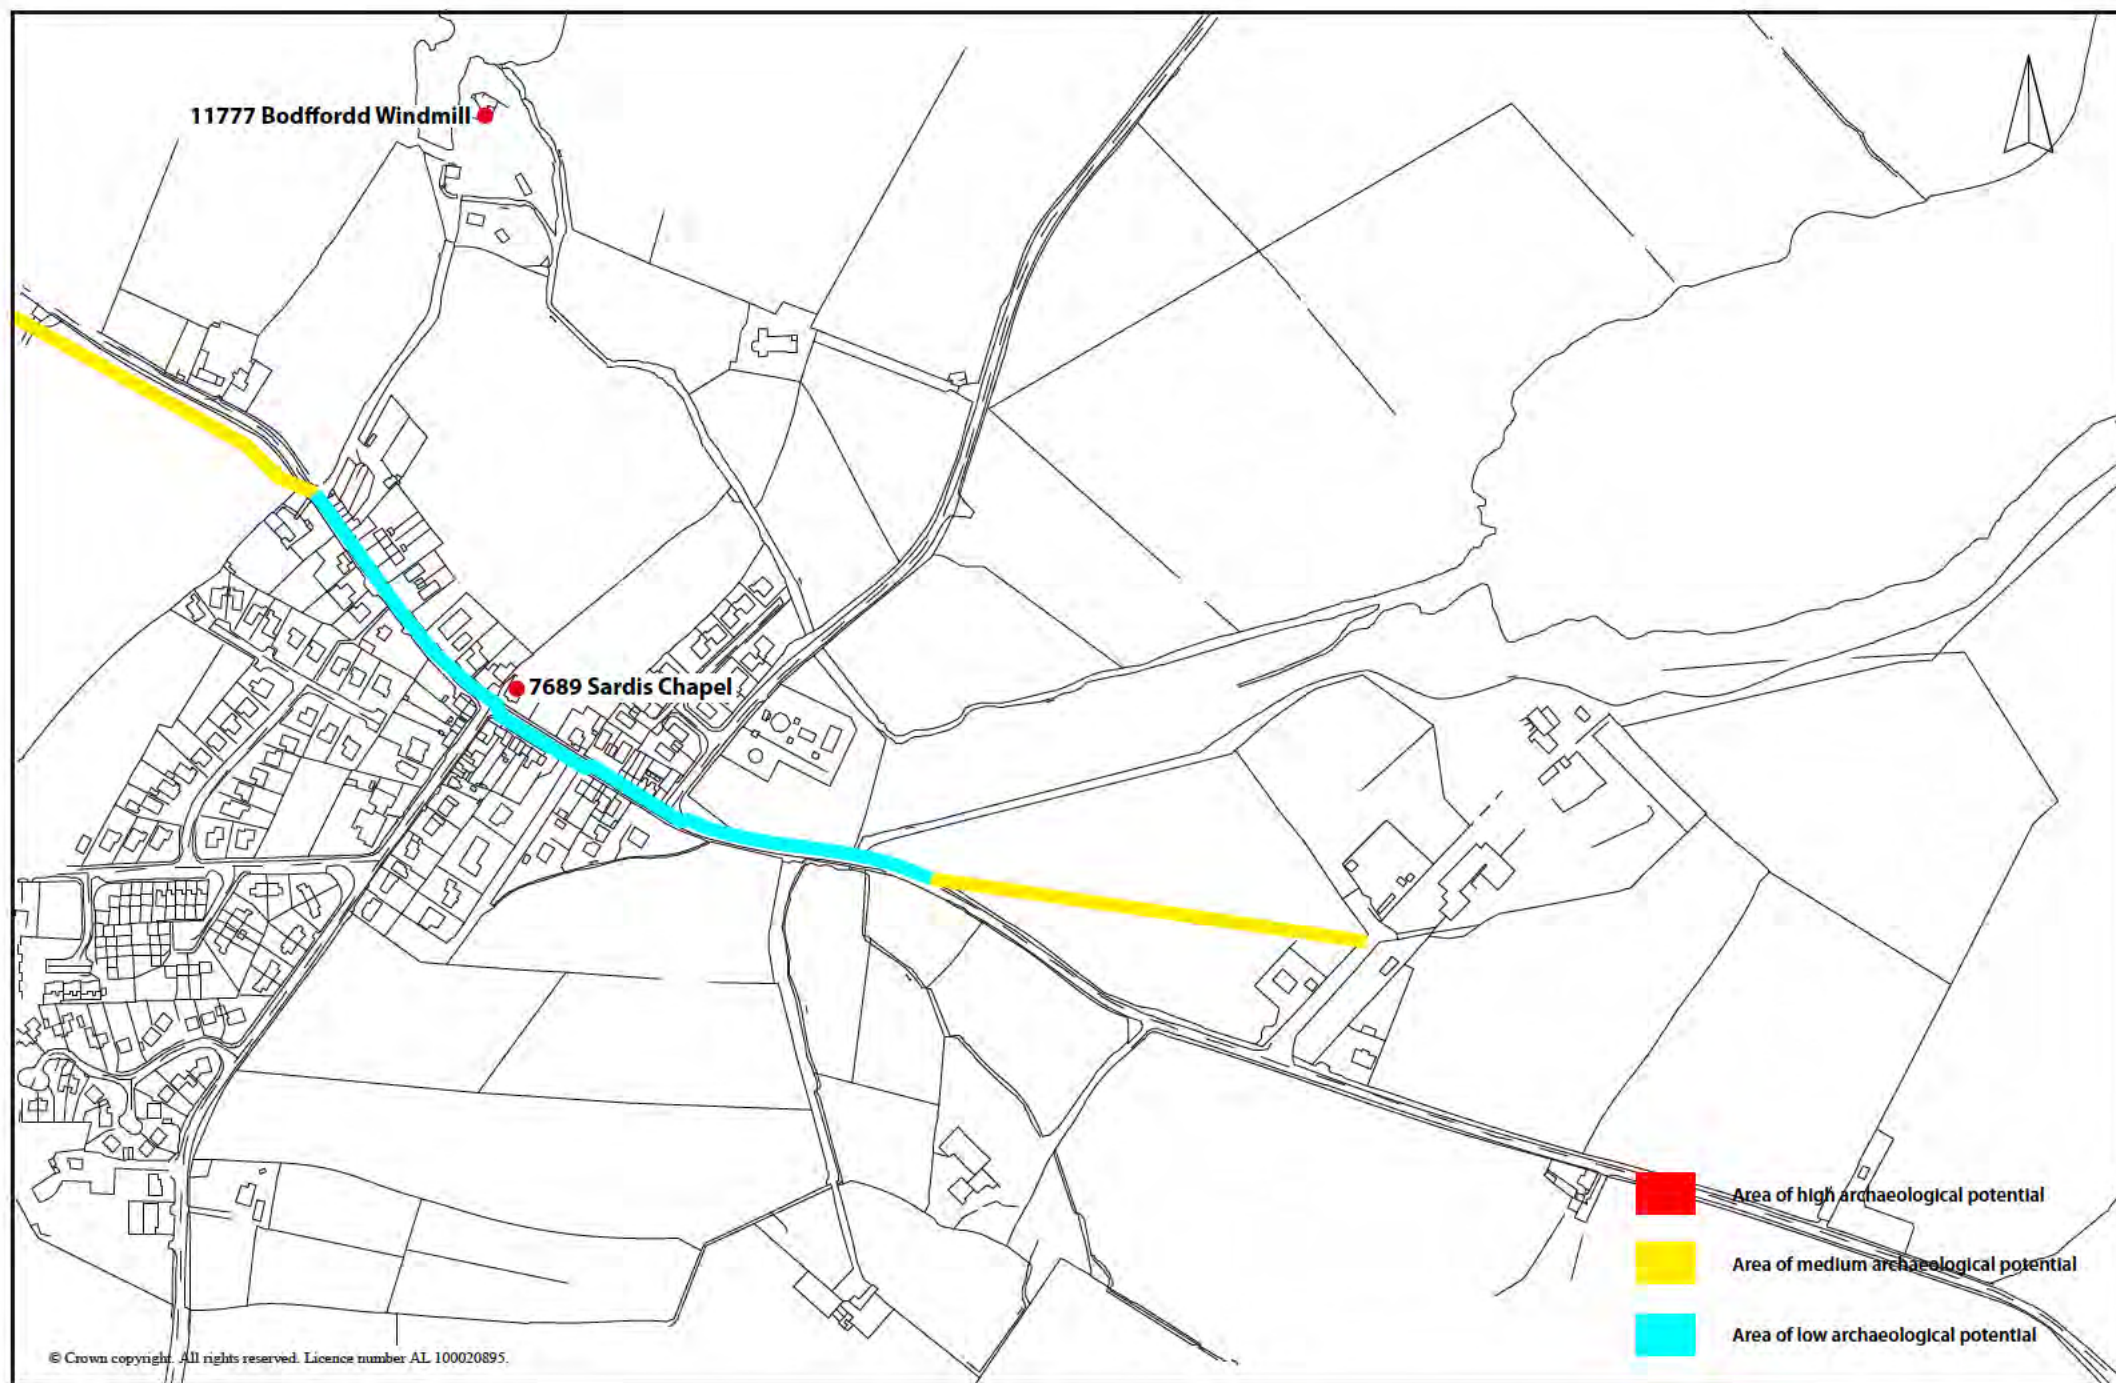 11777 Bodffordd Windmill
7689 Sardis Chapel
Area of high archaeological potential
Area of medium archaeological potential
Area of low archaeological potential
© Crown copyright. All rights reserved. Licence number AL 100020895.